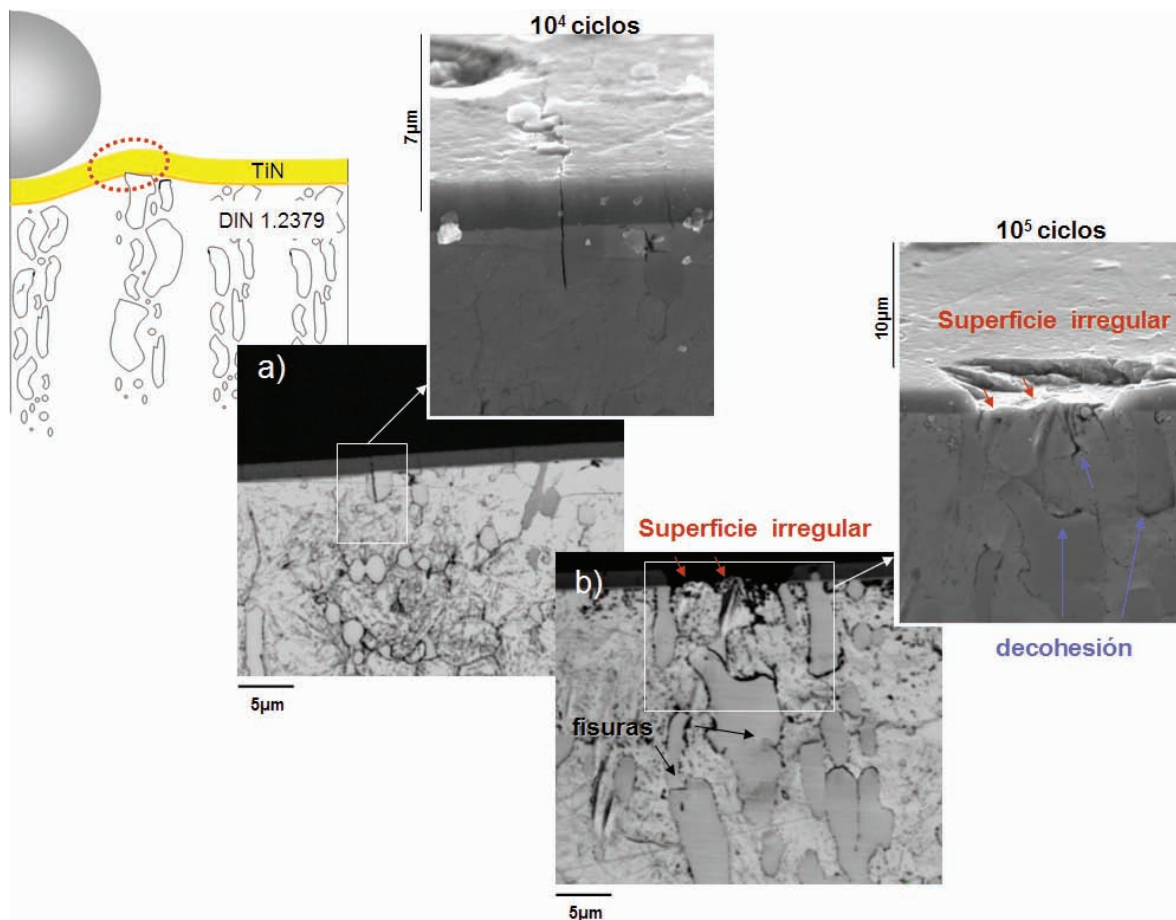 10⁴ ciclos
7µm
TiN
DIN 1.2379
10⁵ ciclos
10µm
Superficie irregular
a)
5µm
Superficie irregular
b)
decohesión
fisuras
5µm